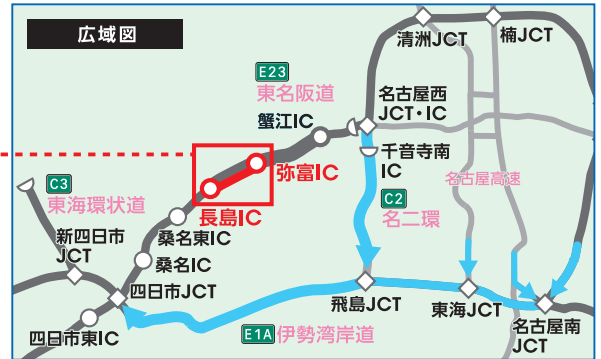 広域図
清洲JCT
楠JCT
E23
東名阪道
名古屋西
JCT・IC
蟹江IC
千音寺南
IC
弥富IC
名古屋高速
C3
東海環状道
長島IC
C2
名二環
桑名東IC
新四日市
JCT
桑名IC
四日市JCT
飛島JCT
東海JCT
名古屋南
JCT
四日市東IC
E1A 伊勢湾岸道